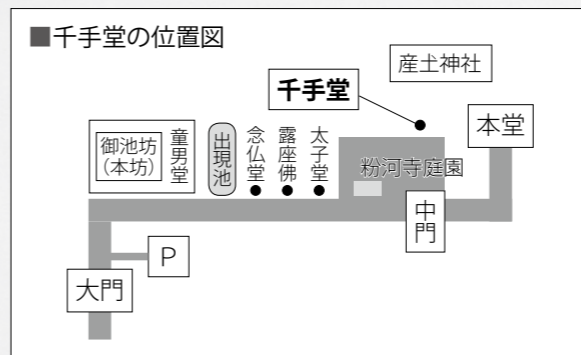 ■千手堂の位置図
産土神社
千手堂
本堂
御池坊
（本坊）
童男堂
出現池
念仏堂
露座佛
太子堂
粉河寺庭園
中門
P
大門